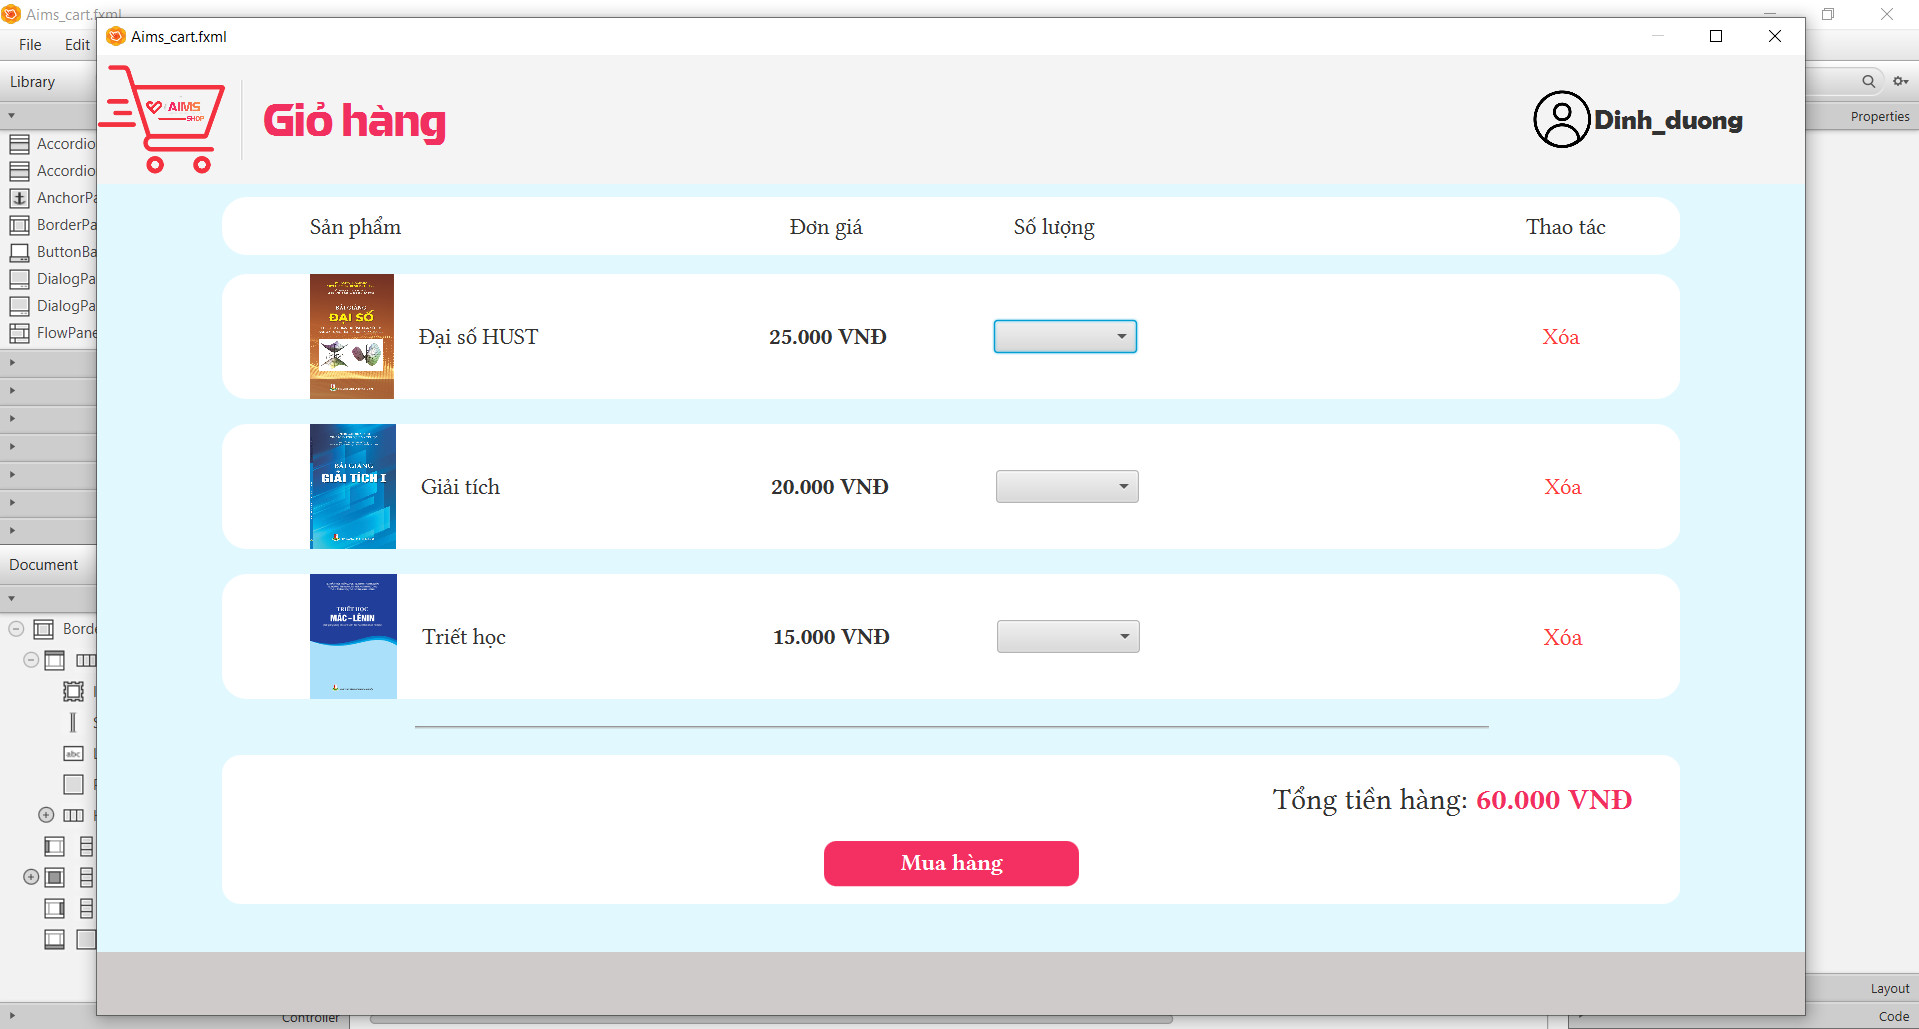 Aims_cart.fxml
Aims_cart.fxml
File Edit
Library
Properties
Accordio
Accordio
AnchorPa
BorderPa
ButtonBa
DialogPa
DialogPa
FlowPane
Document
Borde
abc
AIMS
SHOP
Giỏ hàng
Dinh_duong
Sản phẩm Đơn giá Số lượng Thao tác
BÀI GIẢNG
ĐẠI SỐ
Đại số HUST 25.000 VNĐ Xóa
BÀI GIẢNG
GIẢI TÍCH I
Giải tích 20.000 VNĐ Xóa
TRIẾT HỌC
MÁC-LÊNIN
Triết học 15.000 VNĐ Xóa
Tổng tiền hàng: 60.000 VNĐ
Mua hàng
Layout
Controller
Code